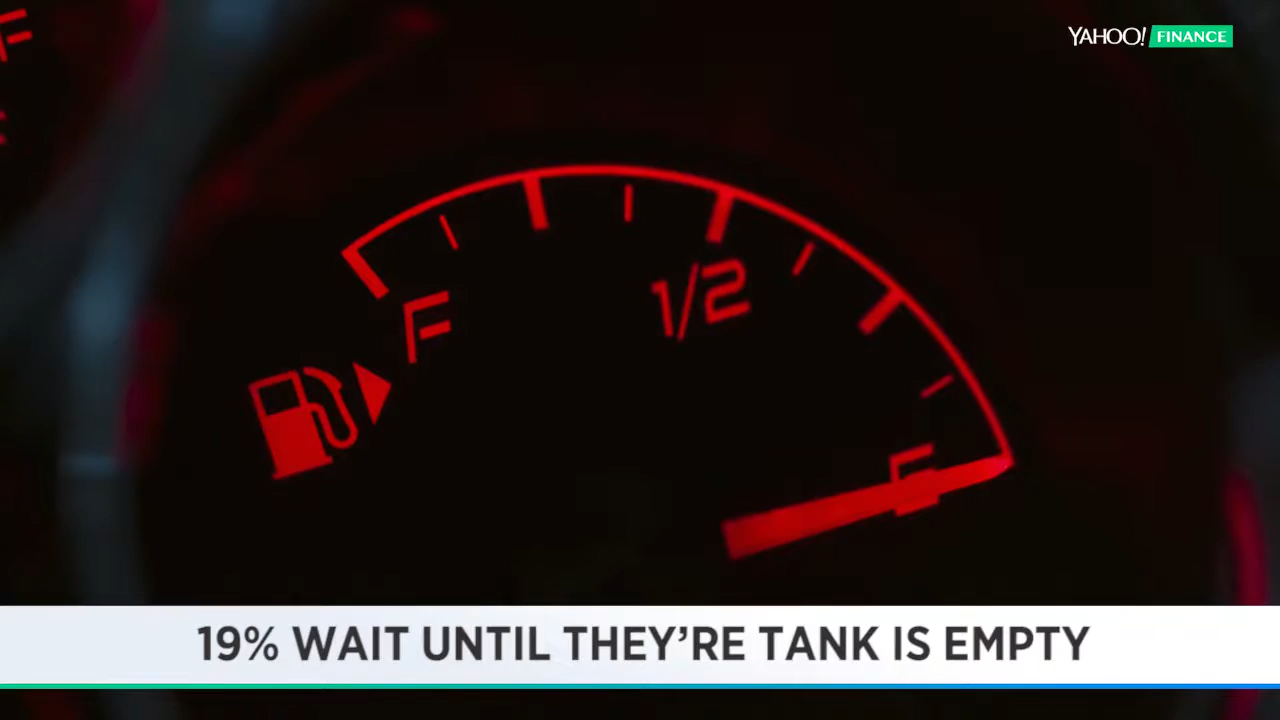 YAHOO! FINANCE
F
F
1/2
E
19% WAIT UNTIL THEY'RE TANK IS EMPTY